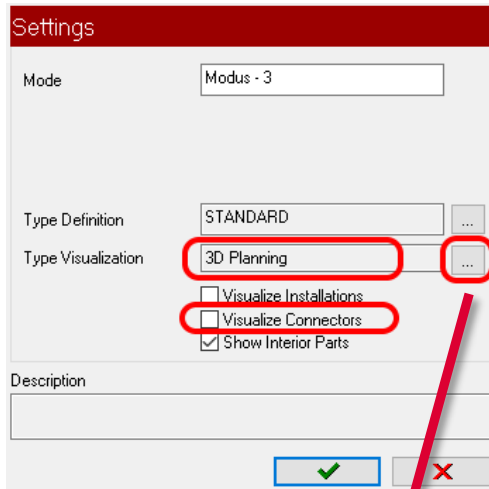 Settings
Mode
Modus - 3
Type Definition
STANDARD
...
Type Visualization
3D Planning
...
Visualize Installations
Visualize Connectors
Show Interior Parts
Description